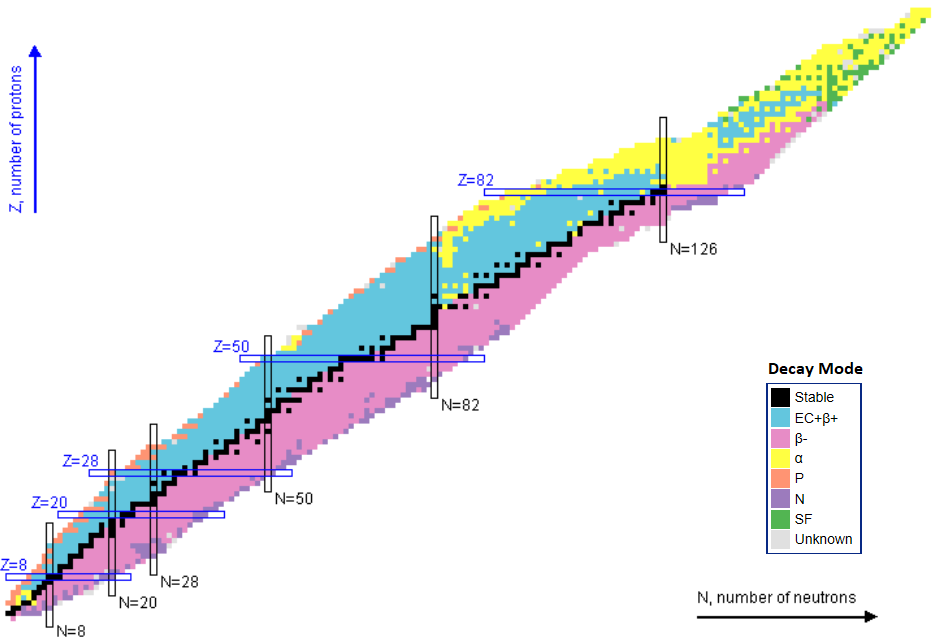 Z, number of protons
Z=82
N=126
Z=50
N=82
Decay Mode
Stable
EC+β+
β-
α
P
N
SF
Unknown
Z=28
N=50
Z=20
N=28
Z=8
N=20
N=8
N, number of neutrons